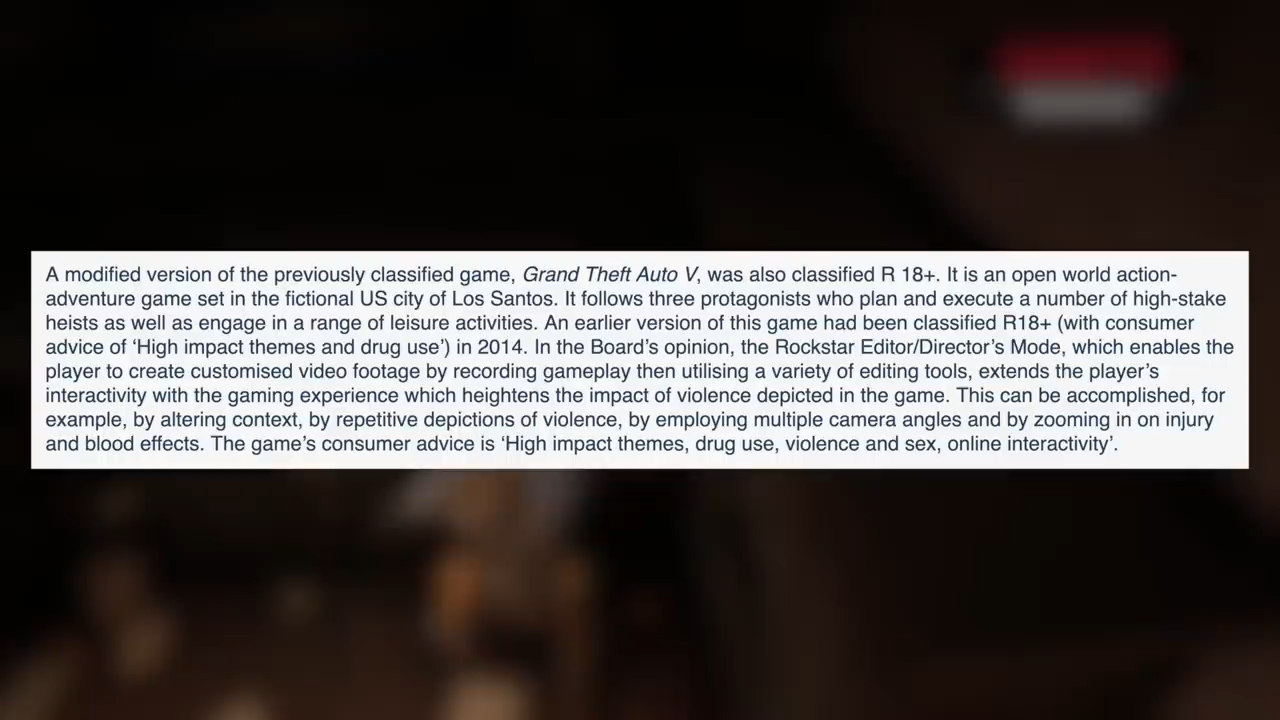 A modified version of the previously classified game, Grand Theft Auto V, was also classified R 18+. It is an open world action-
adventure game set in the fictional US city of Los Santos. It follows three protagonists who plan and execute a number of high-stake
heists as well as engage in a range of leisure activities. An earlier version of this game had been classified R18+ (with consumer
advice of ‘High impact themes and drug use’) in 2014. In the Board’s opinion, the Rockstar Editor/Director’s Mode, which enables the
player to create customised video footage by recording gameplay then utilising a variety of editing tools, extends the player’s
interactivity with the gaming experience which heightens the impact of violence depicted in the game. This can be accomplished, for
example, by altering context, by repetitive depictions of violence, by employing multiple camera angles and by zooming in on injury
and blood effects. The game’s consumer advice is ‘High impact themes, drug use, violence and sex, online interactivity’.